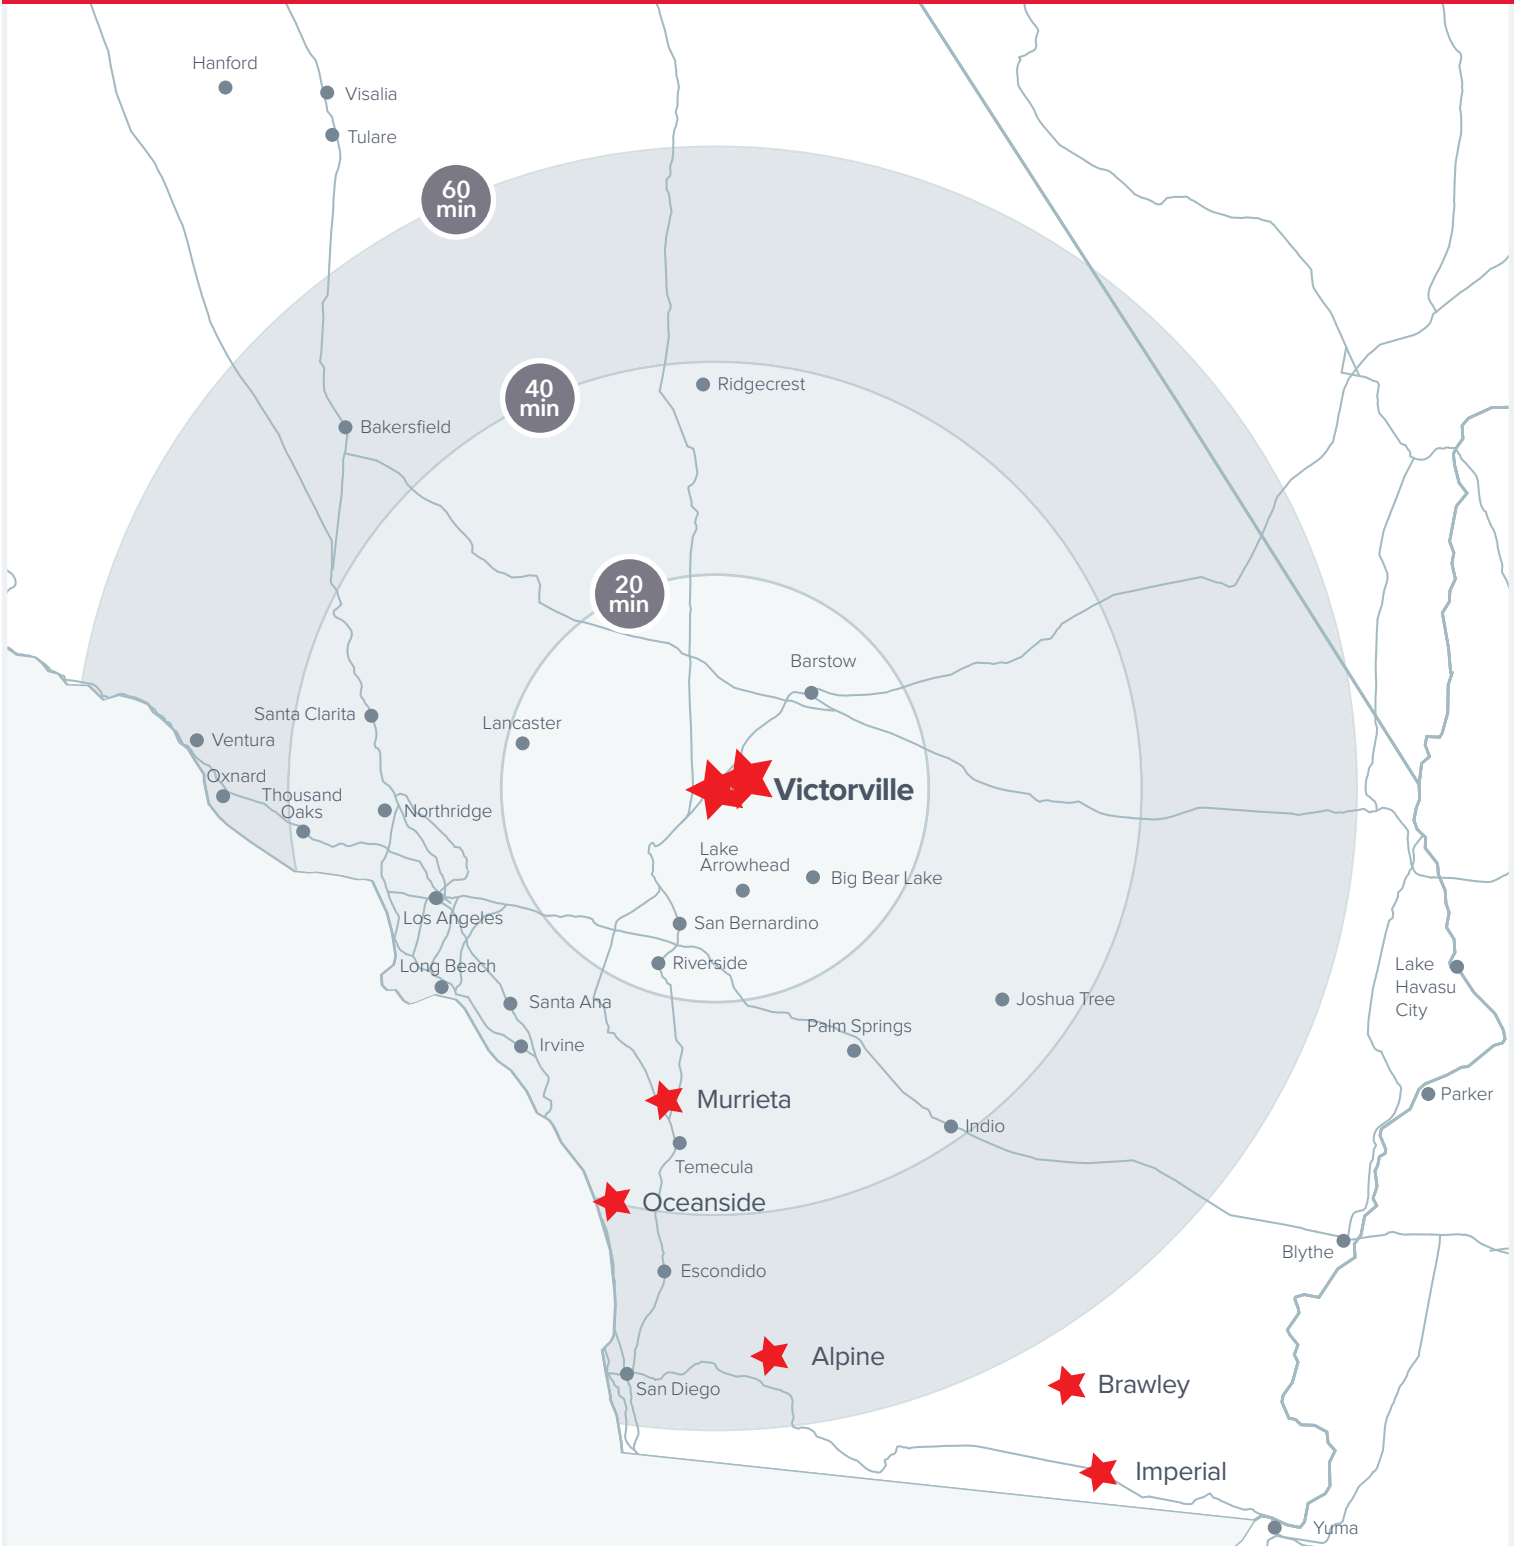 Hanford
Visalia
Tulare
60
min
40
min
Ridgecrest
Bakersfield
20
min
Barstow
Santa Clarita
Lancaster
Ventura
Oxnard
Thousand
Oaks
Northridge
Victorville
Lake
Arrowhead
Big Bear Lake
Los Angeles
San Bernardino
Long Beach
Riverside
Lake
Havasu
City
Santa Ana
Joshua Tree
Palm Springs
Irvine
Murrieta
Parker
Indio
Temecula
Oceanside
Blythe
Escondido
Alpine
San Diego
Brawley
Imperial
Yuma